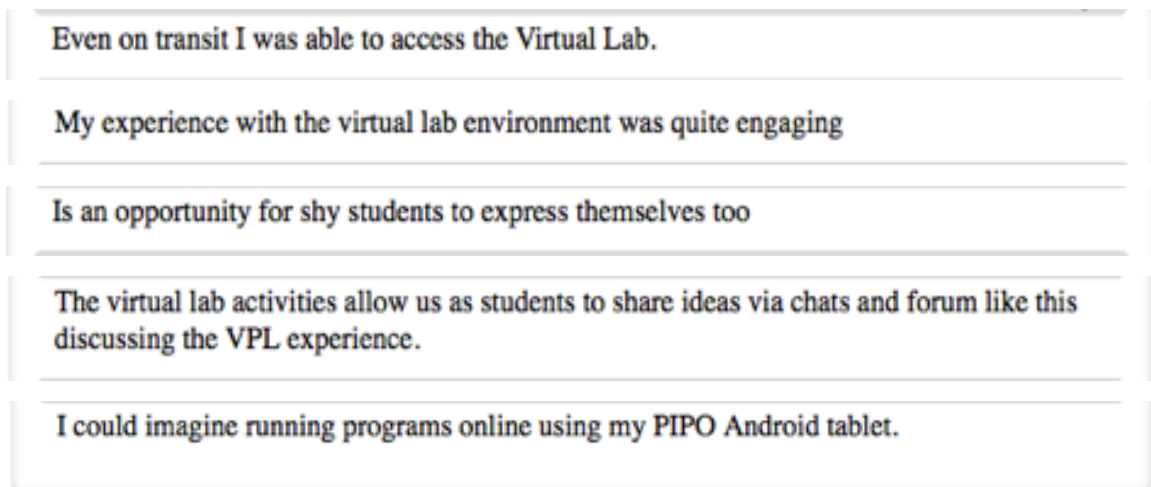 Even on transit I was able to access the Virtual Lab.
My experience with the virtual lab environment was quite engaging
Is an opportunity for shy students to express themselves too
The virtual lab activities allow us as students to share ideas via chats and forum like this
discussing the VPL experience.
I could imagine running programs online using my PIPO Android tablet.